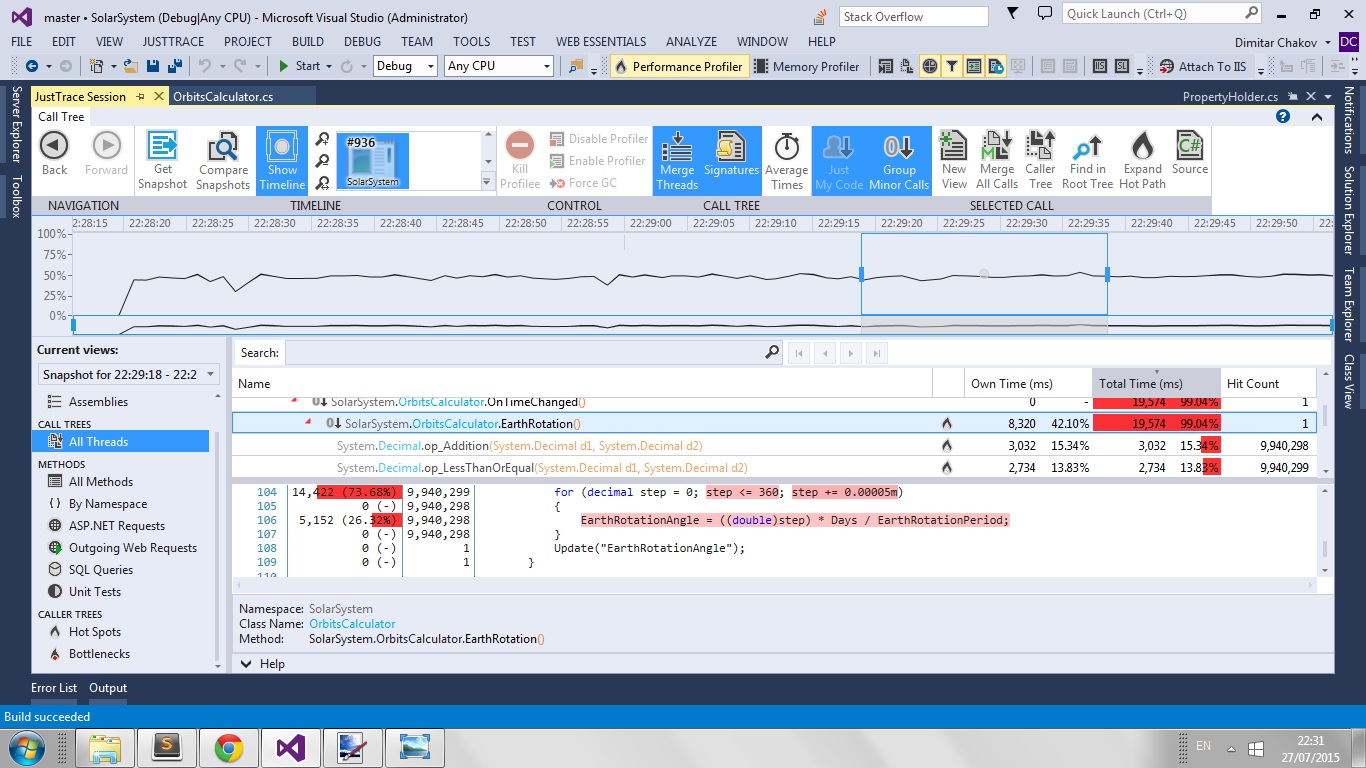 master • SolarSystem (Debug|Any CPU) - Microsoft Visual Studio (Administrator)
Stack Overflow
Quick Launch (Ctrl+Q)
FILE EDIT VIEW JUSTTRACE PROJECT BUILD DEBUG TEAM TOOLS TEST WEB ESSENTIALS ANALYZE WINDOW HELP
Dimitar Chakov DC
Start Debug Any CPU Performance Profiler Memory Profiler Attach To IIS
Server Explorer
Toolbox
JustTrace Session OrbitsCalculator.cs PropertyHolder.cs
Call Tree
Back Forward Get Snapshot Compare Snapshots Show Timeline
#936
SolarSystem
Kill Profilee
Disable Profiler
Enable Profiler
Force GC
Merge Threads Signatures Average Times Just My Code Group Minor Calls New View Merge All Calls Caller Tree Find in Root Tree Expand Hot Path Source
NAVIGATION TIMELINE CONTROL CALL TREE SELECTED CALL
2:28:15 22:28:20 22:28:25 22:28:30 22:28:35 22:28:40 22:28:45 22:28:50 22:28:55 22:29:00 22:29:05 22:29:10 22:29:15 22:29:20 22:29:25 22:29:30 22:29:35 22:29:40 22:29:45 22:29:50 22:
100%
75%
50%
25%
0%
Current views:
Snapshot for 22:29:18 - 22:2
Assemblies
CALL TREES
All Threads
METHODS
All Methods
By Namespace
ASP.NET Requests
Outgoing Web Requests
SQL Queries
Unit Tests
CALLER TREES
Hot Spots
Bottlenecks
Search:
Name Own Time (ms) Total Time (ms) Hit Count
SolarSystem.OrbitsCalculator.OnTimeChanged() 0 - 19,574 99.04% 1
SolarSystem.OrbitsCalculator.EarthRotation() 8,320 42.10% 19,574 99.04% 1
System.Decimal.op_Addition(System.Decimal d1, System.Decimal d2) 3,032 15.34% 3,032 15.34% 9,940,298
System.Decimal.op_LessThanOrEqual(System.Decimal d1, System.Decimal d2) 2,734 13.83% 2,734 13.83% 9,940,299
104 14,422 (73.68%) 9,940,299 for (decimal step = 0; step <= 360; step += 0.00005m)
105 0 (-) 9,940,298 {
106 5,152 (26.32%) 9,940,298 EarthRotationAngle = ((double)step) * Days / EarthRotationPeriod;
107 0 (-) 9,940,298 }
108 0 (-) 1 Update("EarthRotationAngle");
109 0 (-) 1 }
110
Namespace: SolarSystem
Class Name: OrbitsCalculator
Method: SolarSystem.OrbitsCalculator.EarthRotation()
Help
Notifications
Solution Explorer
Team Explorer
Class View
Error List Output
Build succeeded
EN
22:31
27/07/2015